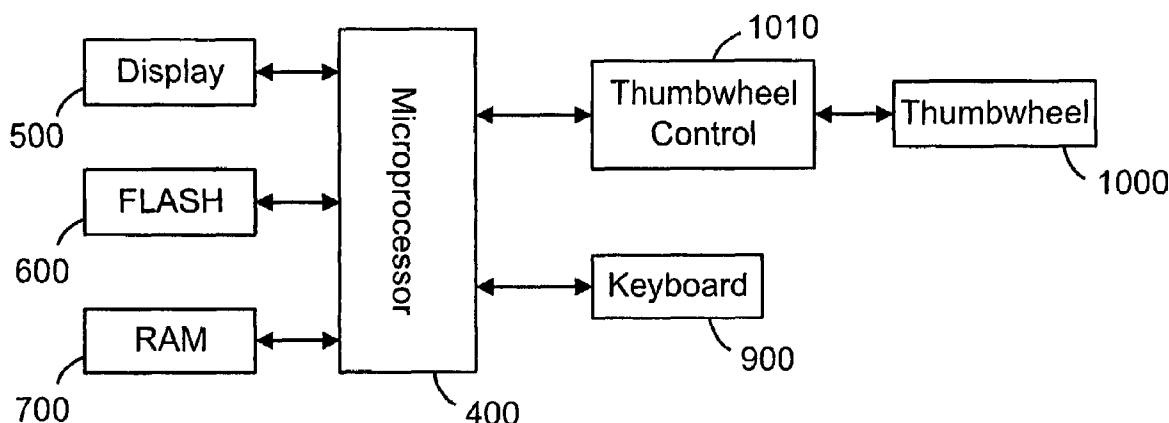 1010
Display
Thumbwheel
Control
Thumbwheel
500
Microprocessor
1000
FLASH
600
Keyboard
RAM
900
700
400